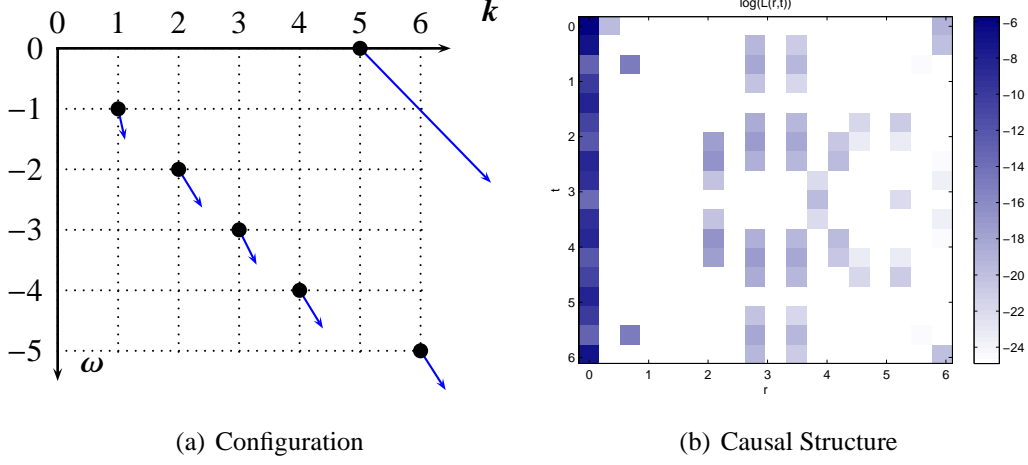 0 1 2 3 4 5 6 k
0
−1
−2
−3
−4
−5
ω
log(L(r,t))
0
1
2
3
4
5
6
t
0 1 2 3 4 5 6
r
−6
−8
−10
−12
−14
−16
−18
−20
−22
−24
(a) Configuration
(b) Causal Structure